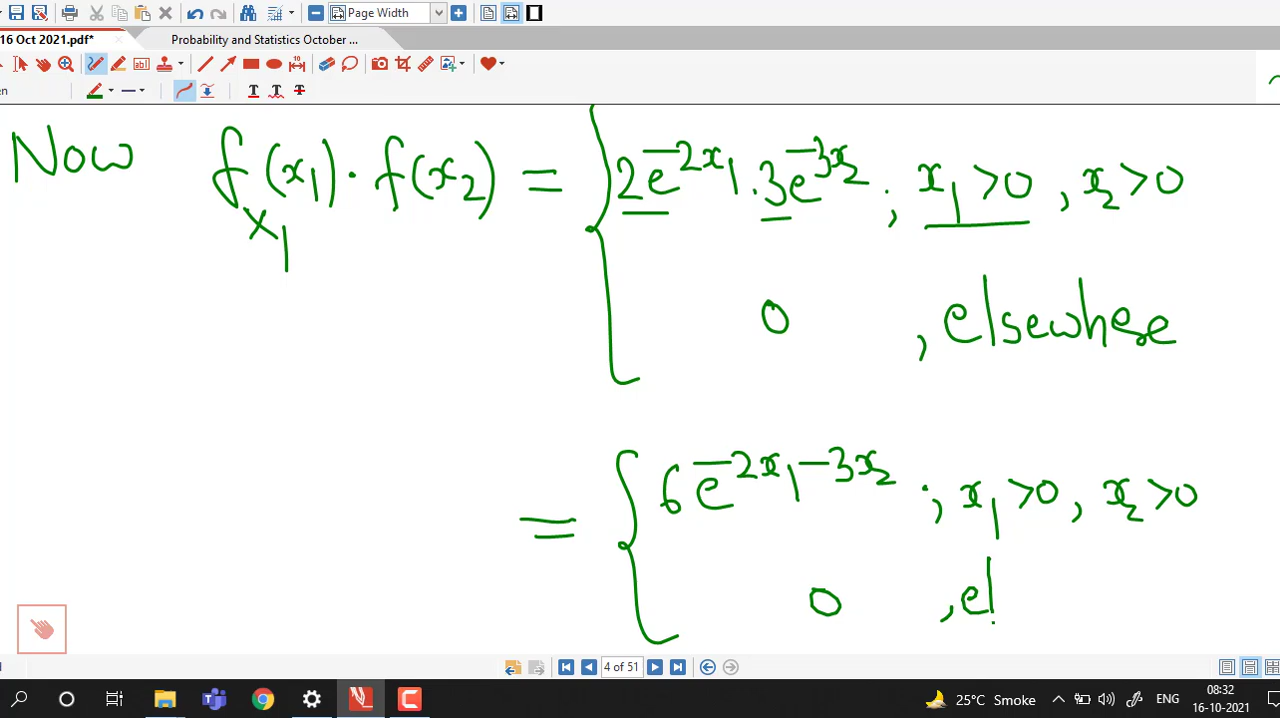 Page Width
16 Oct 2021.pdf*
Probability and Statistics October ...
10
en
T T T
Now f_{X_1}(x_1) · f(x_2) = { 2e^{-2x_1} . 3e^{-3x_2} ; x_1 > 0 , x_2 > 0
0 , elsewhere
= { 6e^{-2x_1-3x_2} ; x_1 > 0 , x_2 > 0
0 , el
4 of 51
25°C Smoke
ENG
08:32
16-10-2021